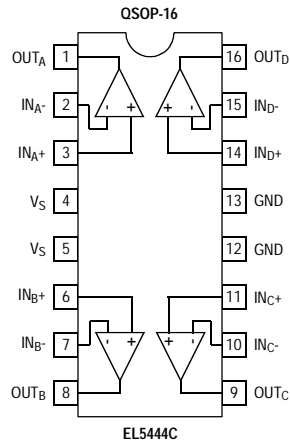 QSOP-16
OUTA 1 16 OUTD
INA- 2 - + + - 15 IND-
INA+ 3 14 IND+
VS 4 13 GND
VS 5 12 GND
INB+ 6 11 INC+
INB- 7 - + + - 10 INC-
OUTB 8 9 OUTC
EL5444C